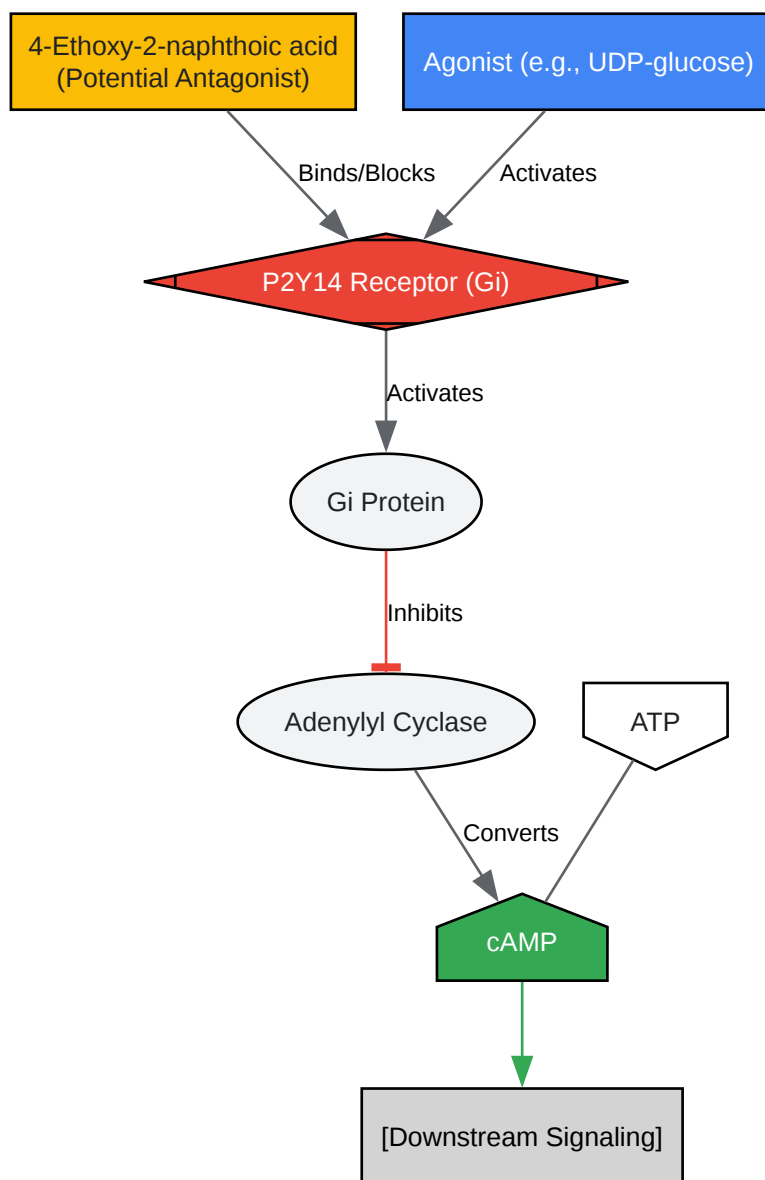 4-Ethoxy-2-naphthoic acid
(Potential Antagonist)
Agonist (e.g., UDP-glucose)
Binds/Blocks
Activates
P2Y14 Receptor (Gi)
Activates
Gi Protein
Inhibits
Adenylyl Cyclase
ATP
Converts
cAMP
[Downstream Signaling]